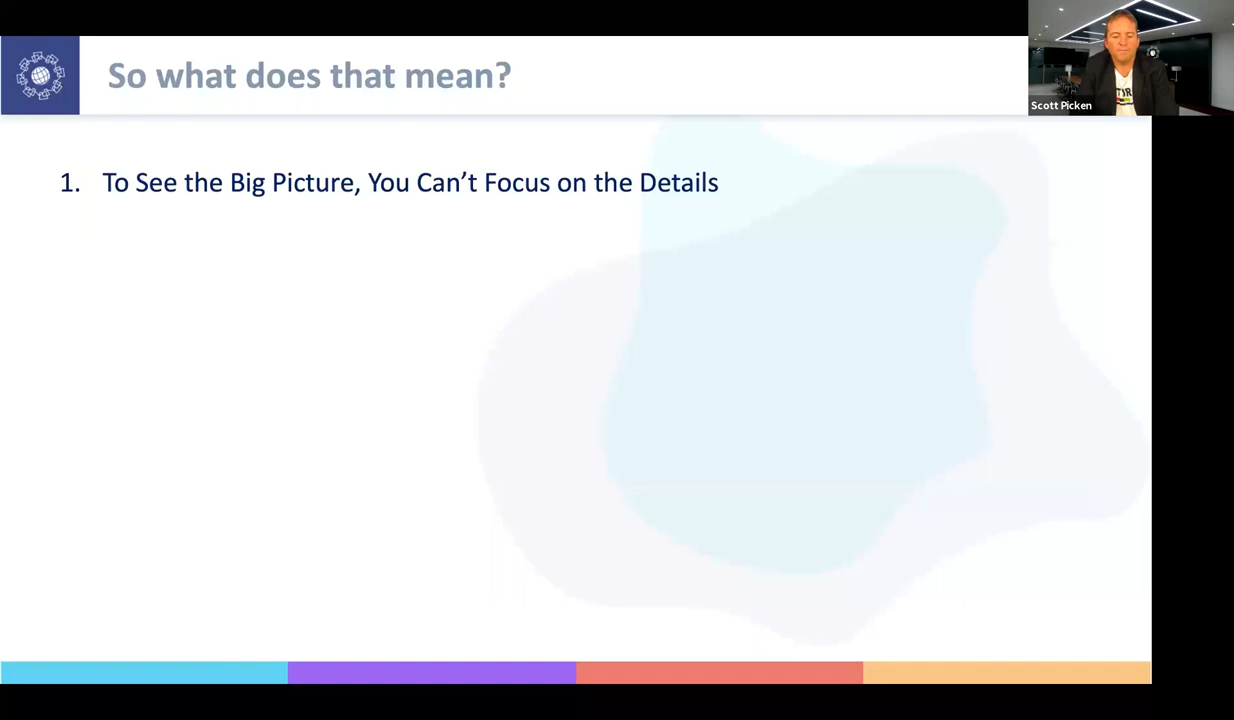 So what does that mean?
Scott Picken
1. To See the Big Picture, You Can't Focus on the Details